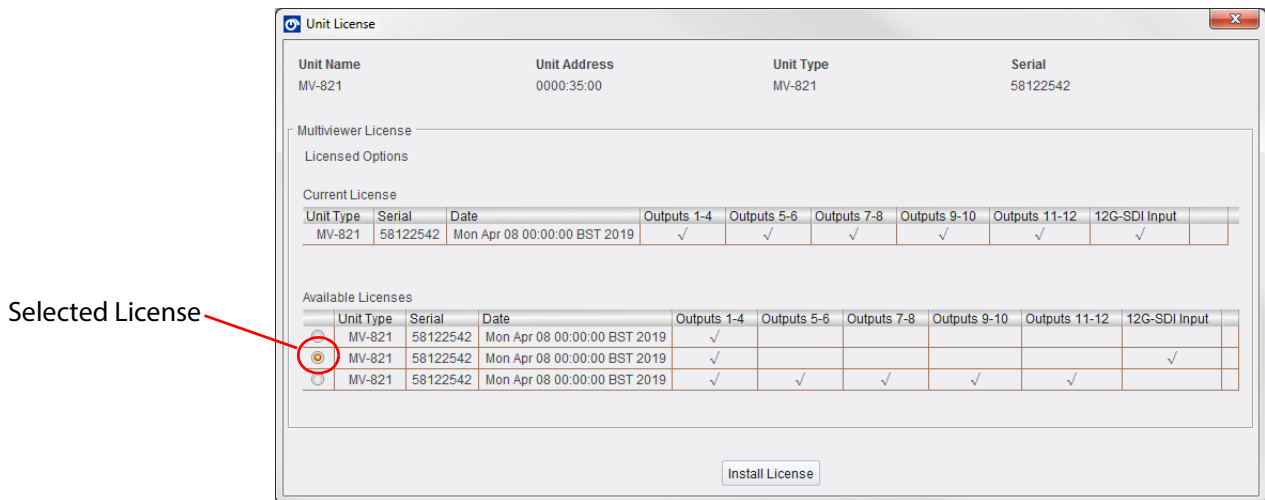 Unit License
Unit Name Unit Address Unit Type Serial
MV-821 0000:35:00 MV-821 58122542
Multiviewer License
Licensed Options
Current License
Unit Type Serial Date Outputs 1-4 Outputs 5-6 Outputs 7-8 Outputs 9-10 Outputs 11-12 12G-SDI Input
MV-821 58122542 Mon Apr 08 00:00:00 BST 2019 √ √ √ √ √ √
Available Licenses
Selected License
Unit Type Serial Date Outputs 1-4 Outputs 5-6 Outputs 7-8 Outputs 9-10 Outputs 11-12 12G-SDI Input
MV-821 58122542 Mon Apr 08 00:00:00 BST 2019 √
MV-821 58122542 Mon Apr 08 00:00:00 BST 2019 √ √
MV-821 58122542 Mon Apr 08 00:00:00 BST 2019 √ √ √ √ √
Install License